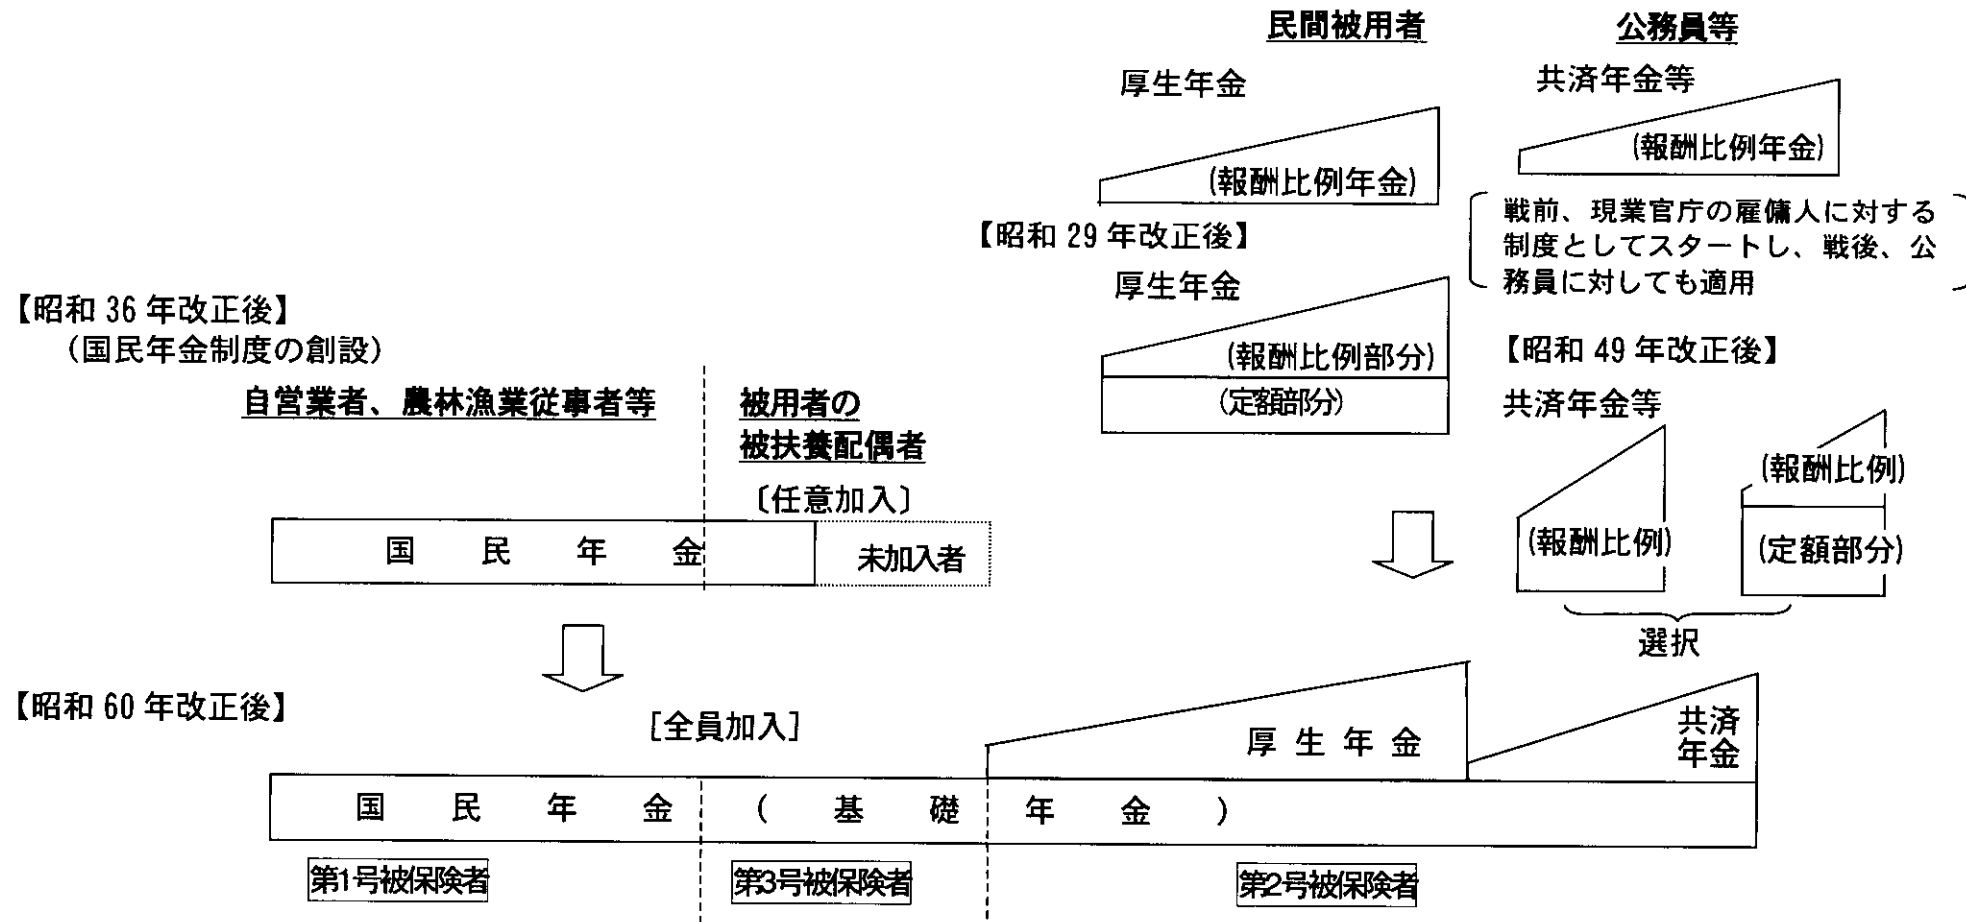 民間被用者
公務員等
厚生年金
(報酬比例年金)
共済年金等
(報酬比例年金)
戦前、現業官庁の雇傭人に対する
制度としてスタートし、戦後、公
務員に対しても適用
【昭和29年改正後】
厚生年金
(報酬比例部分)
(定額部分)
【昭和36年改正後】
(国民年金制度の創設)
自営業者、農林漁業従事者等
被用者の
被扶養配偶者
〔任意加入〕
国民年金
未加入者
【昭和49年改正後】
共済年金等
(報酬比例)
(報酬比例)
(定額部分)
選択
【昭和60年改正後】
[全員加入]
厚生年金
共済
年金
国民年金(基礎年金)
第1号被保険者
第3号被保険者
第2号被保険者